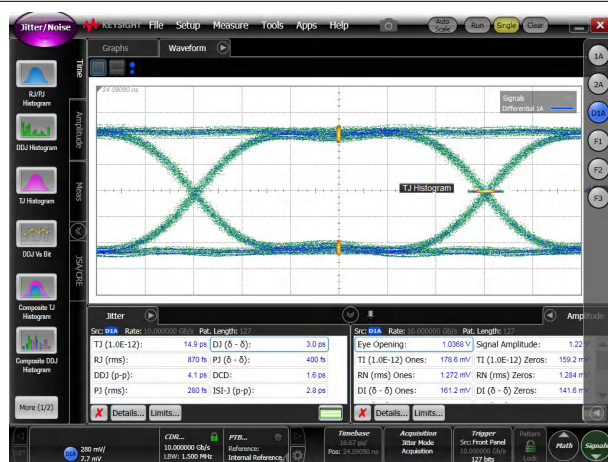 Jitter/Noise
KEYSIGHT File Setup Measure Tools Apps Help
Auto Scale
Run
Single
Clear
Graphs
Waveform
24.09090 ns
Signals
Differential 1A
TJ Histogram
RJ/PJ
Histogram
DDJ Histogram
TJ Histogram
DDJ Vs Bit
Composite TJ
Histogram
Composite DDJ
Histogram
More (1/2)
Time
Amplitude
Meas
JSA/CRE
1A
2A
D1A
F1
F2
F3
Jitter
Src: D1A Rate: 10.000000 Gb/s Pat. Length: 127
TJ (1.0E-12): 14.9 ps DJ (δ - δ): 3.0 ps
RJ (rms): 870 fs PJ (δ - δ): 400 fs
DDJ (p-p): 4.1 ps DCD: 1.6 ps
PJ (rms): 280 fs ISI-J (p-p): 2.8 ps
Details... Limits...
Amplitude
Src: D1A Rate: 10.000000 Gb/s Pat. Length: 127
Eye Opening: 1.0368 V Signal Amplitude: 1.22
TI (1.0E-12) Ones: 178.6 mV TI (1.0E-12) Zeros: 159.2 mV
RN (rms) Ones: 1.272 mV RN (rms) Zeros: 1.284 m
DI (δ - δ) Ones: 161.2 mV DI (δ - δ) Zeros: 141.6 mV
Details... Limits...
D1A
280 mV/
7.7 mV
CDR...
10.000000 Gb/s
LBW: 1.500 MHz
PTB...
Reference:
Internal Reference
Timebase
16.67 ps/
Pos: 24.09090 ns
Acquisition
Jitter Mode
Acquisition
Trigger
Src: Front Panel
10.000000 Gb/s
127 bits
Pattern
Lock
Math
Signals